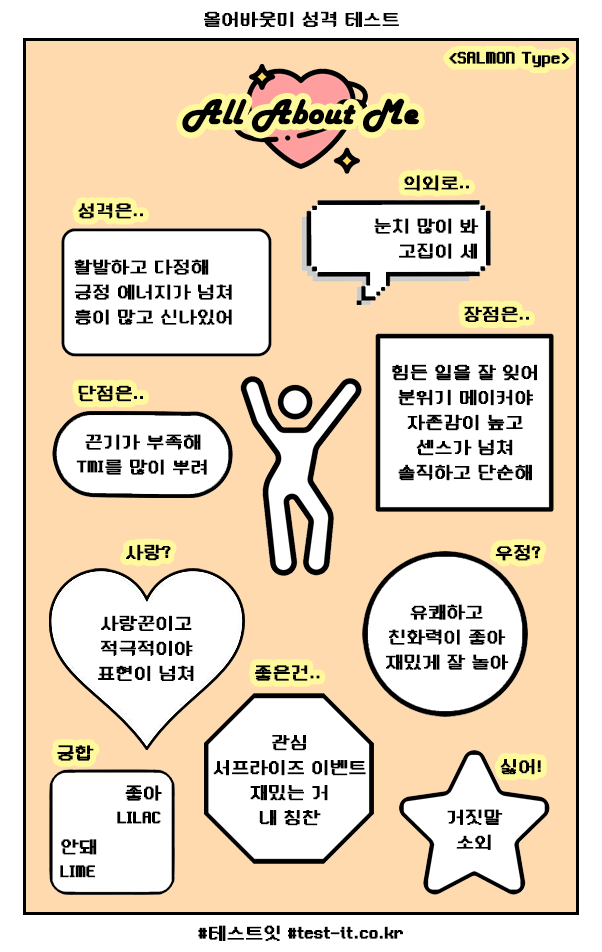 올어바웃미 성격 테스트
<SALMON Type>
All About Me
성격은..
활발하고 다정해
긍정 에너지가 넘쳐
흥이 많고 신나있어
의외로..
눈치 많이 봐
고집이 세
장점은..
힘든 일을 잘 잊어
분위기 메이커야
자존감이 높고
센스가 넘쳐
솔직하고 단순해
단점은..
끈기가 부족해
TMI를 많이 뿌려
사랑?
사랑꾼이고
적극적이야
표현이 넘쳐
우정?
유쾌하고
친화력이 좋아
재밌게 잘 놀아
좋은건..
관심
서프라이즈 이벤트
재밌는 거
내 칭찬
궁합
좋아
LILAC
안돼
LIME
싫어!
거짓말
소외
#테스트잇 #test-it.co.kr